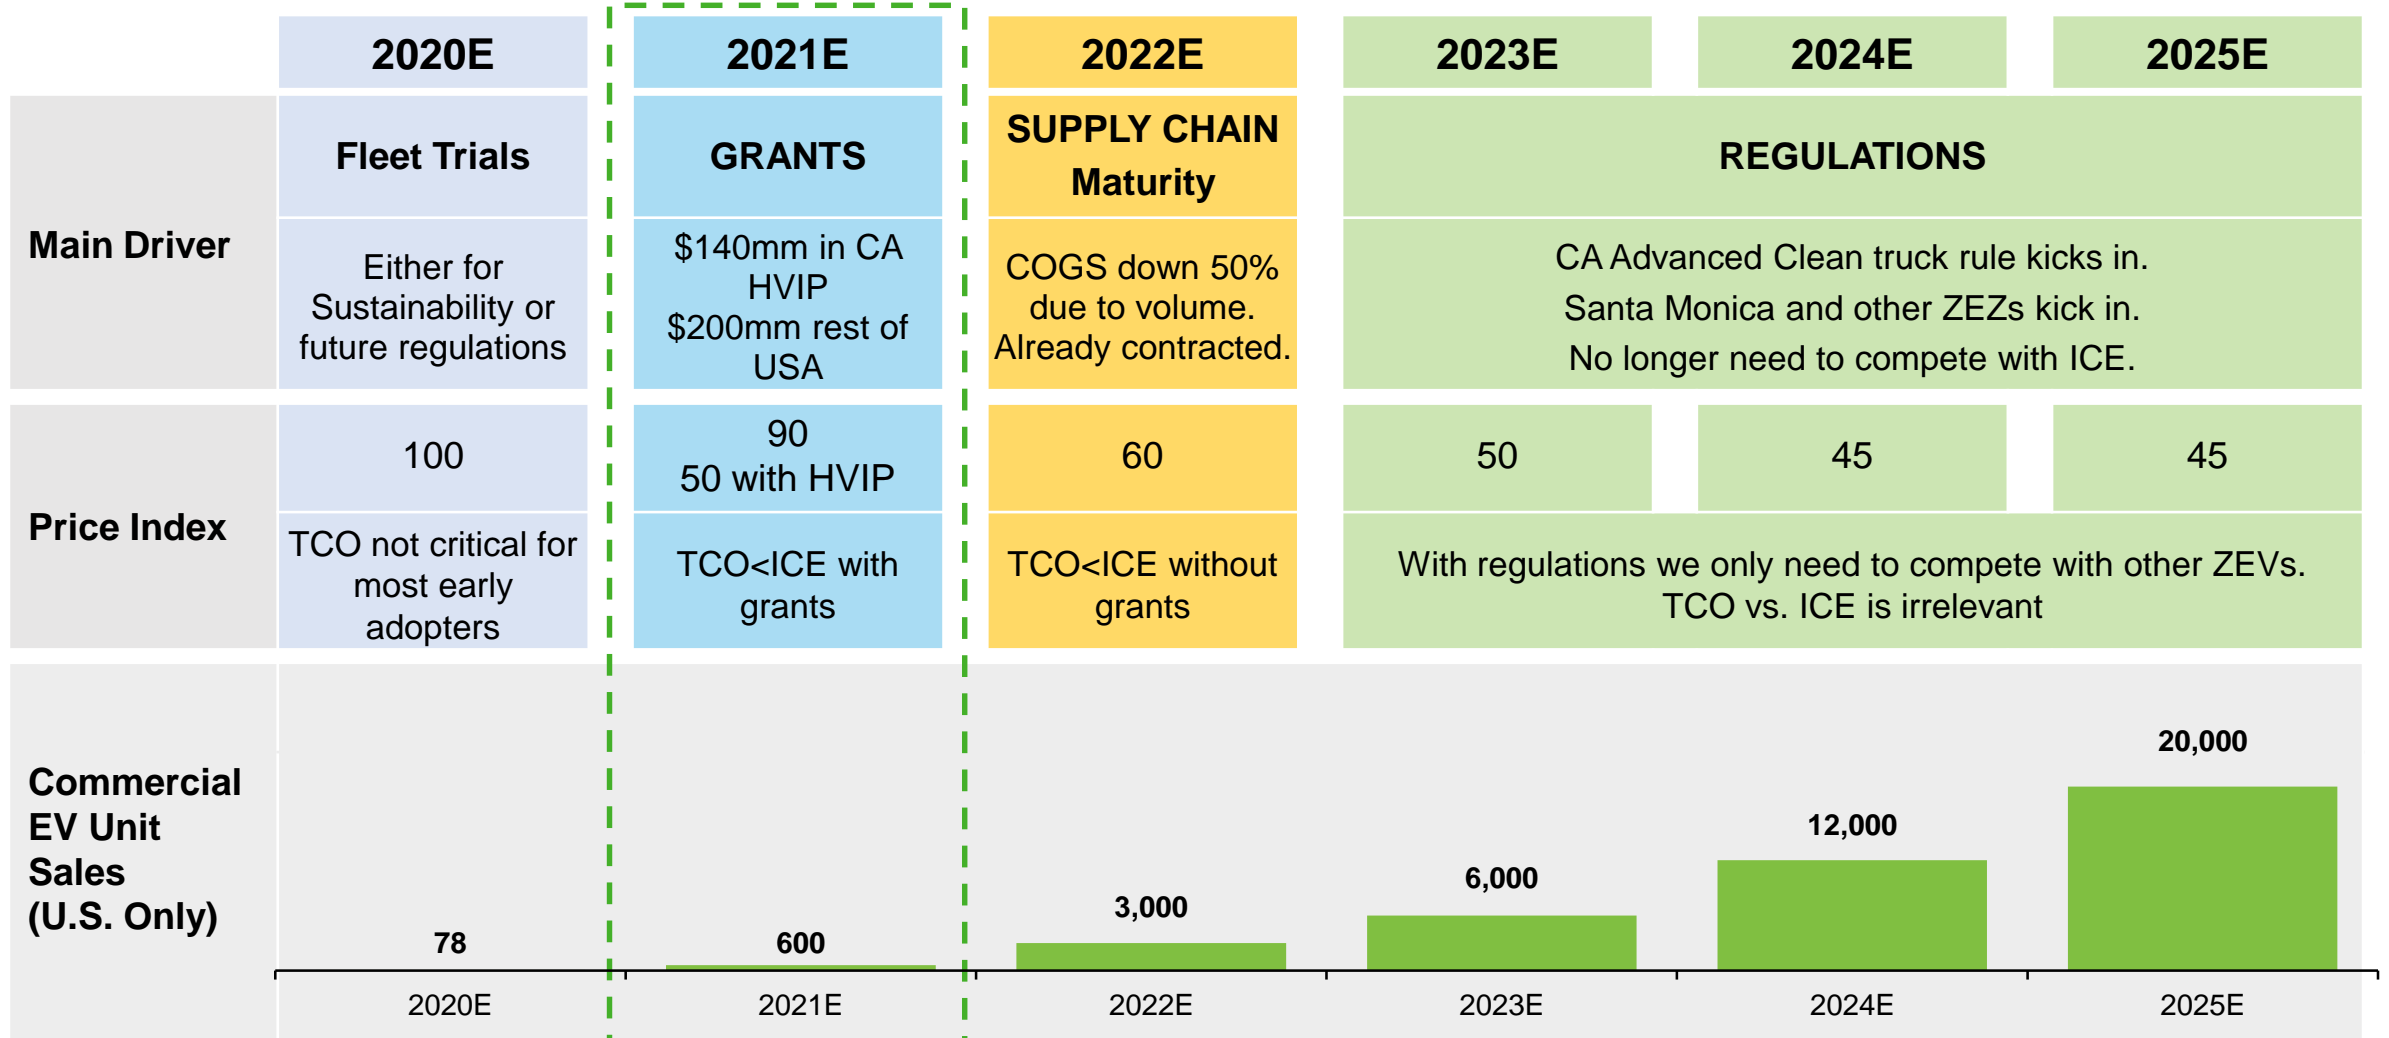 2020E
2021E
2022E
2023E
2024E
2025E
Main Driver
Fleet Trials
GRANTS
SUPPLY CHAIN
Maturity
REGULATIONS
Either for
Sustainability or
future regulations
$140mm in CA
HVIP
$200mm rest of
USA
COGS down 50%
due to volume.
Already contracted.
CA Advanced Clean truck rule kicks in.
Santa Monica and other ZEZs kick in.
No longer need to compete with ICE.
Price Index
100
90
50 with HVIP
60
50
45
45
TCO not critical for
most early
adopters
TCO<ICE with
grants
TCO<ICE without
grants
With regulations we only need to compete with other ZEVs.
TCO vs. ICE is irrelevant
Commercial
EV Unit
Sales
(U.S. Only)
78
600
3,000
6,000
12,000
20,000
2020E
2021E
2022E
2023E
2024E
2025E